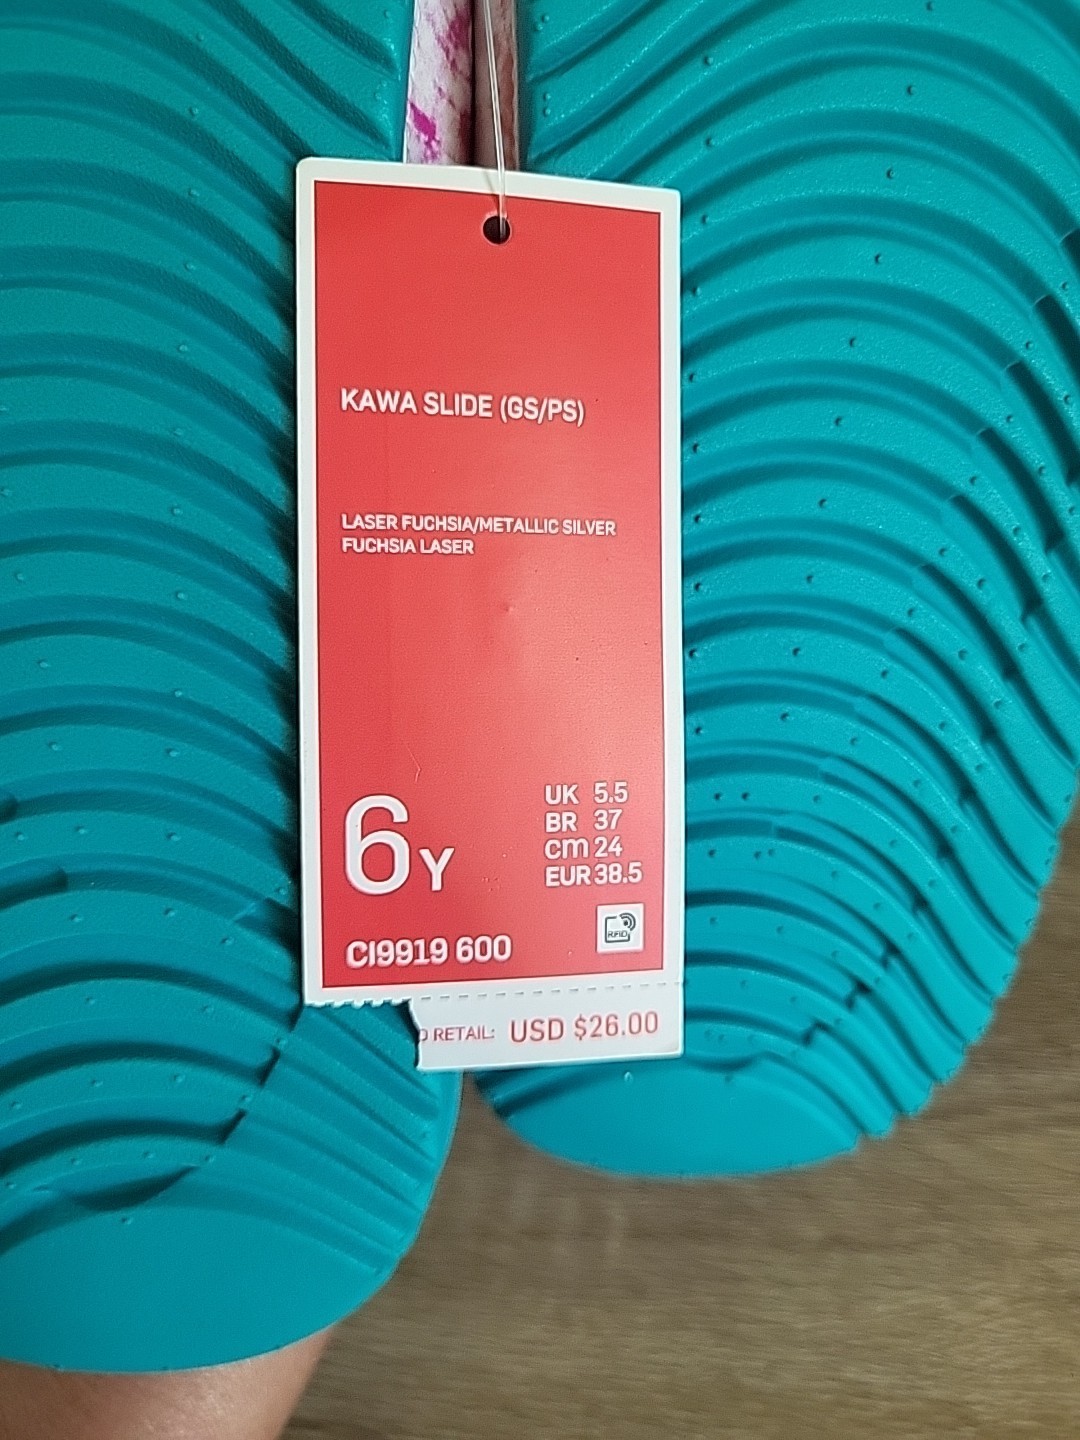 KAWA SLIDE (GS/PS)
LASER FUCHSIA/METALLIC SILVER
FUCHSIA LASER
6Y
UK 5.5
BR 37
cm 24
EUR 38.5
RFID
CI9919 600
RETAIL: USD $26.00